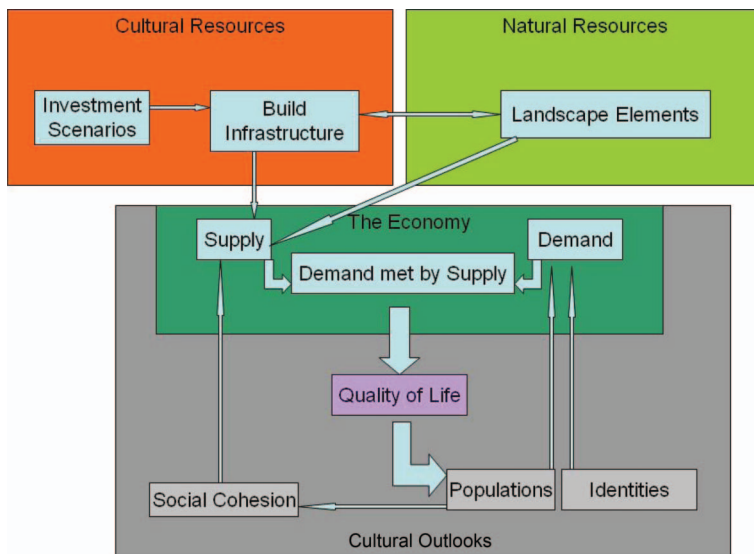 Cultural Resources
Natural Resources
Investment
Scenarios
Build
Infrastructure
Landscape Elements
The Economy
Supply
Demand
Demand met by Supply
Quality of Life
Social Cohesion
Populations
Identities
Cultural Outlooks